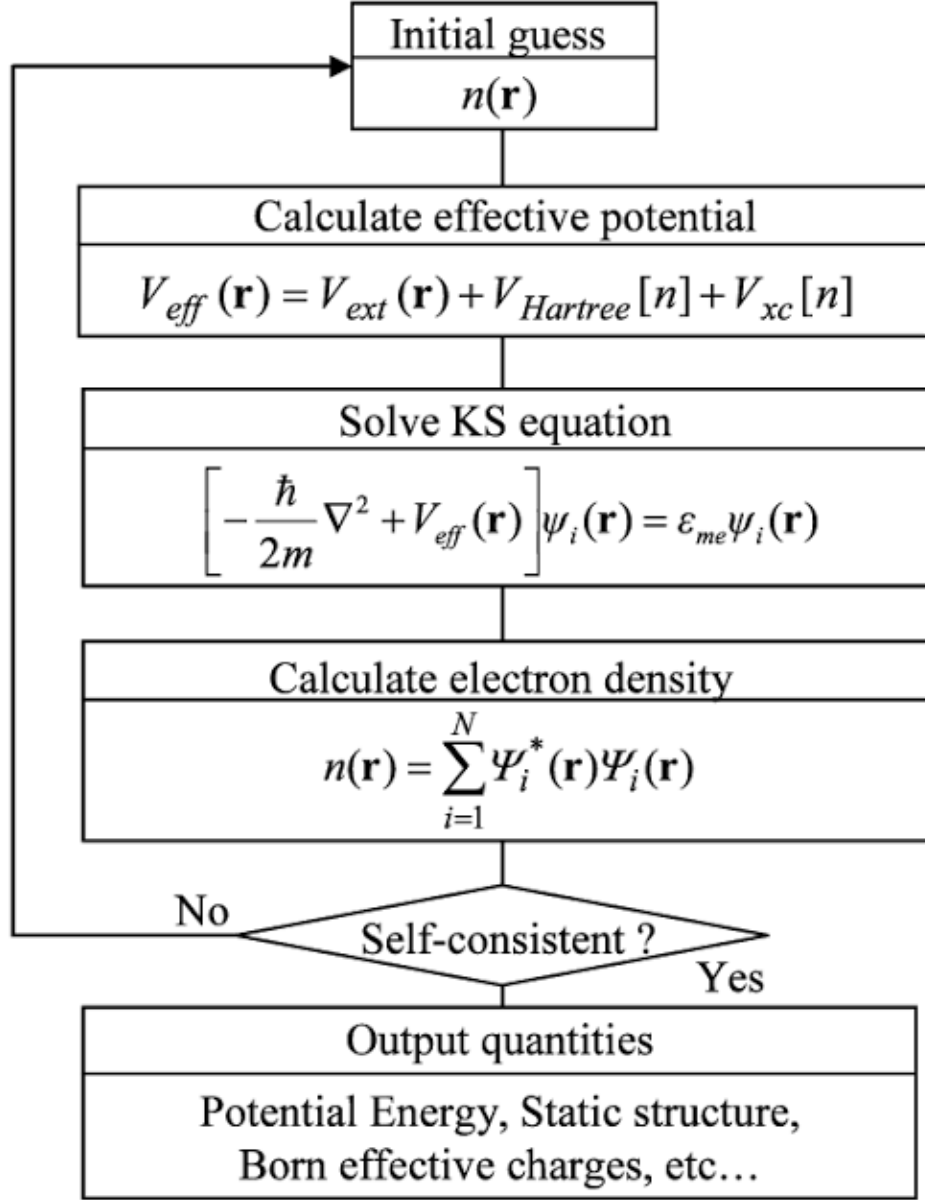 Initial guess
n(r)
Calculate effective potential
V_eff (r) = V_ext (r) + V_Hartree [n] + V_xc [n]
Solve KS equation
[ -ħ/2m ∇² + V_eff (r) ] ψ_i (r) = ε_me ψ_i (r)
Calculate electron density
n(r) = ∑_{i=1}^{N} Ψ_i^* (r) Ψ_i (r)
No
Self-consistent ?
Yes
Output quantities
Potential Energy, Static structure,
Born effective charges, etc…